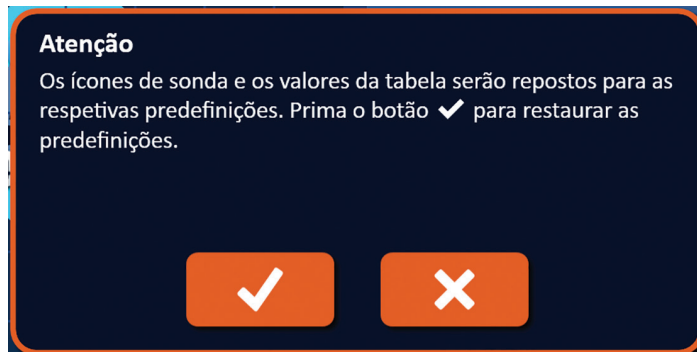 Atenção
Os ícones de sonda e os valores da tabela serão repostos para as
respetivas predefinições. Prima o botão ✔ para restaurar as
predefinições.